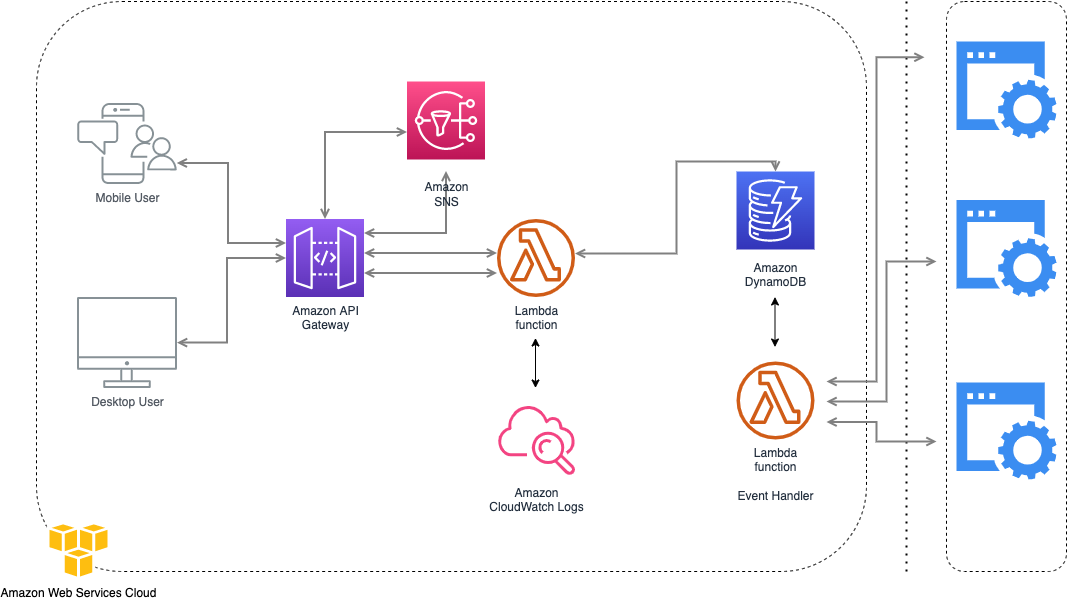 Mobile User
Amazon
SNS
Amazon API
Gateway
</>
Lambda
function
Amazon
DynamoDB
Desktop User
Amazon
CloudWatch Logs
Lambda
function
Event Handler
Amazon Web Services Cloud